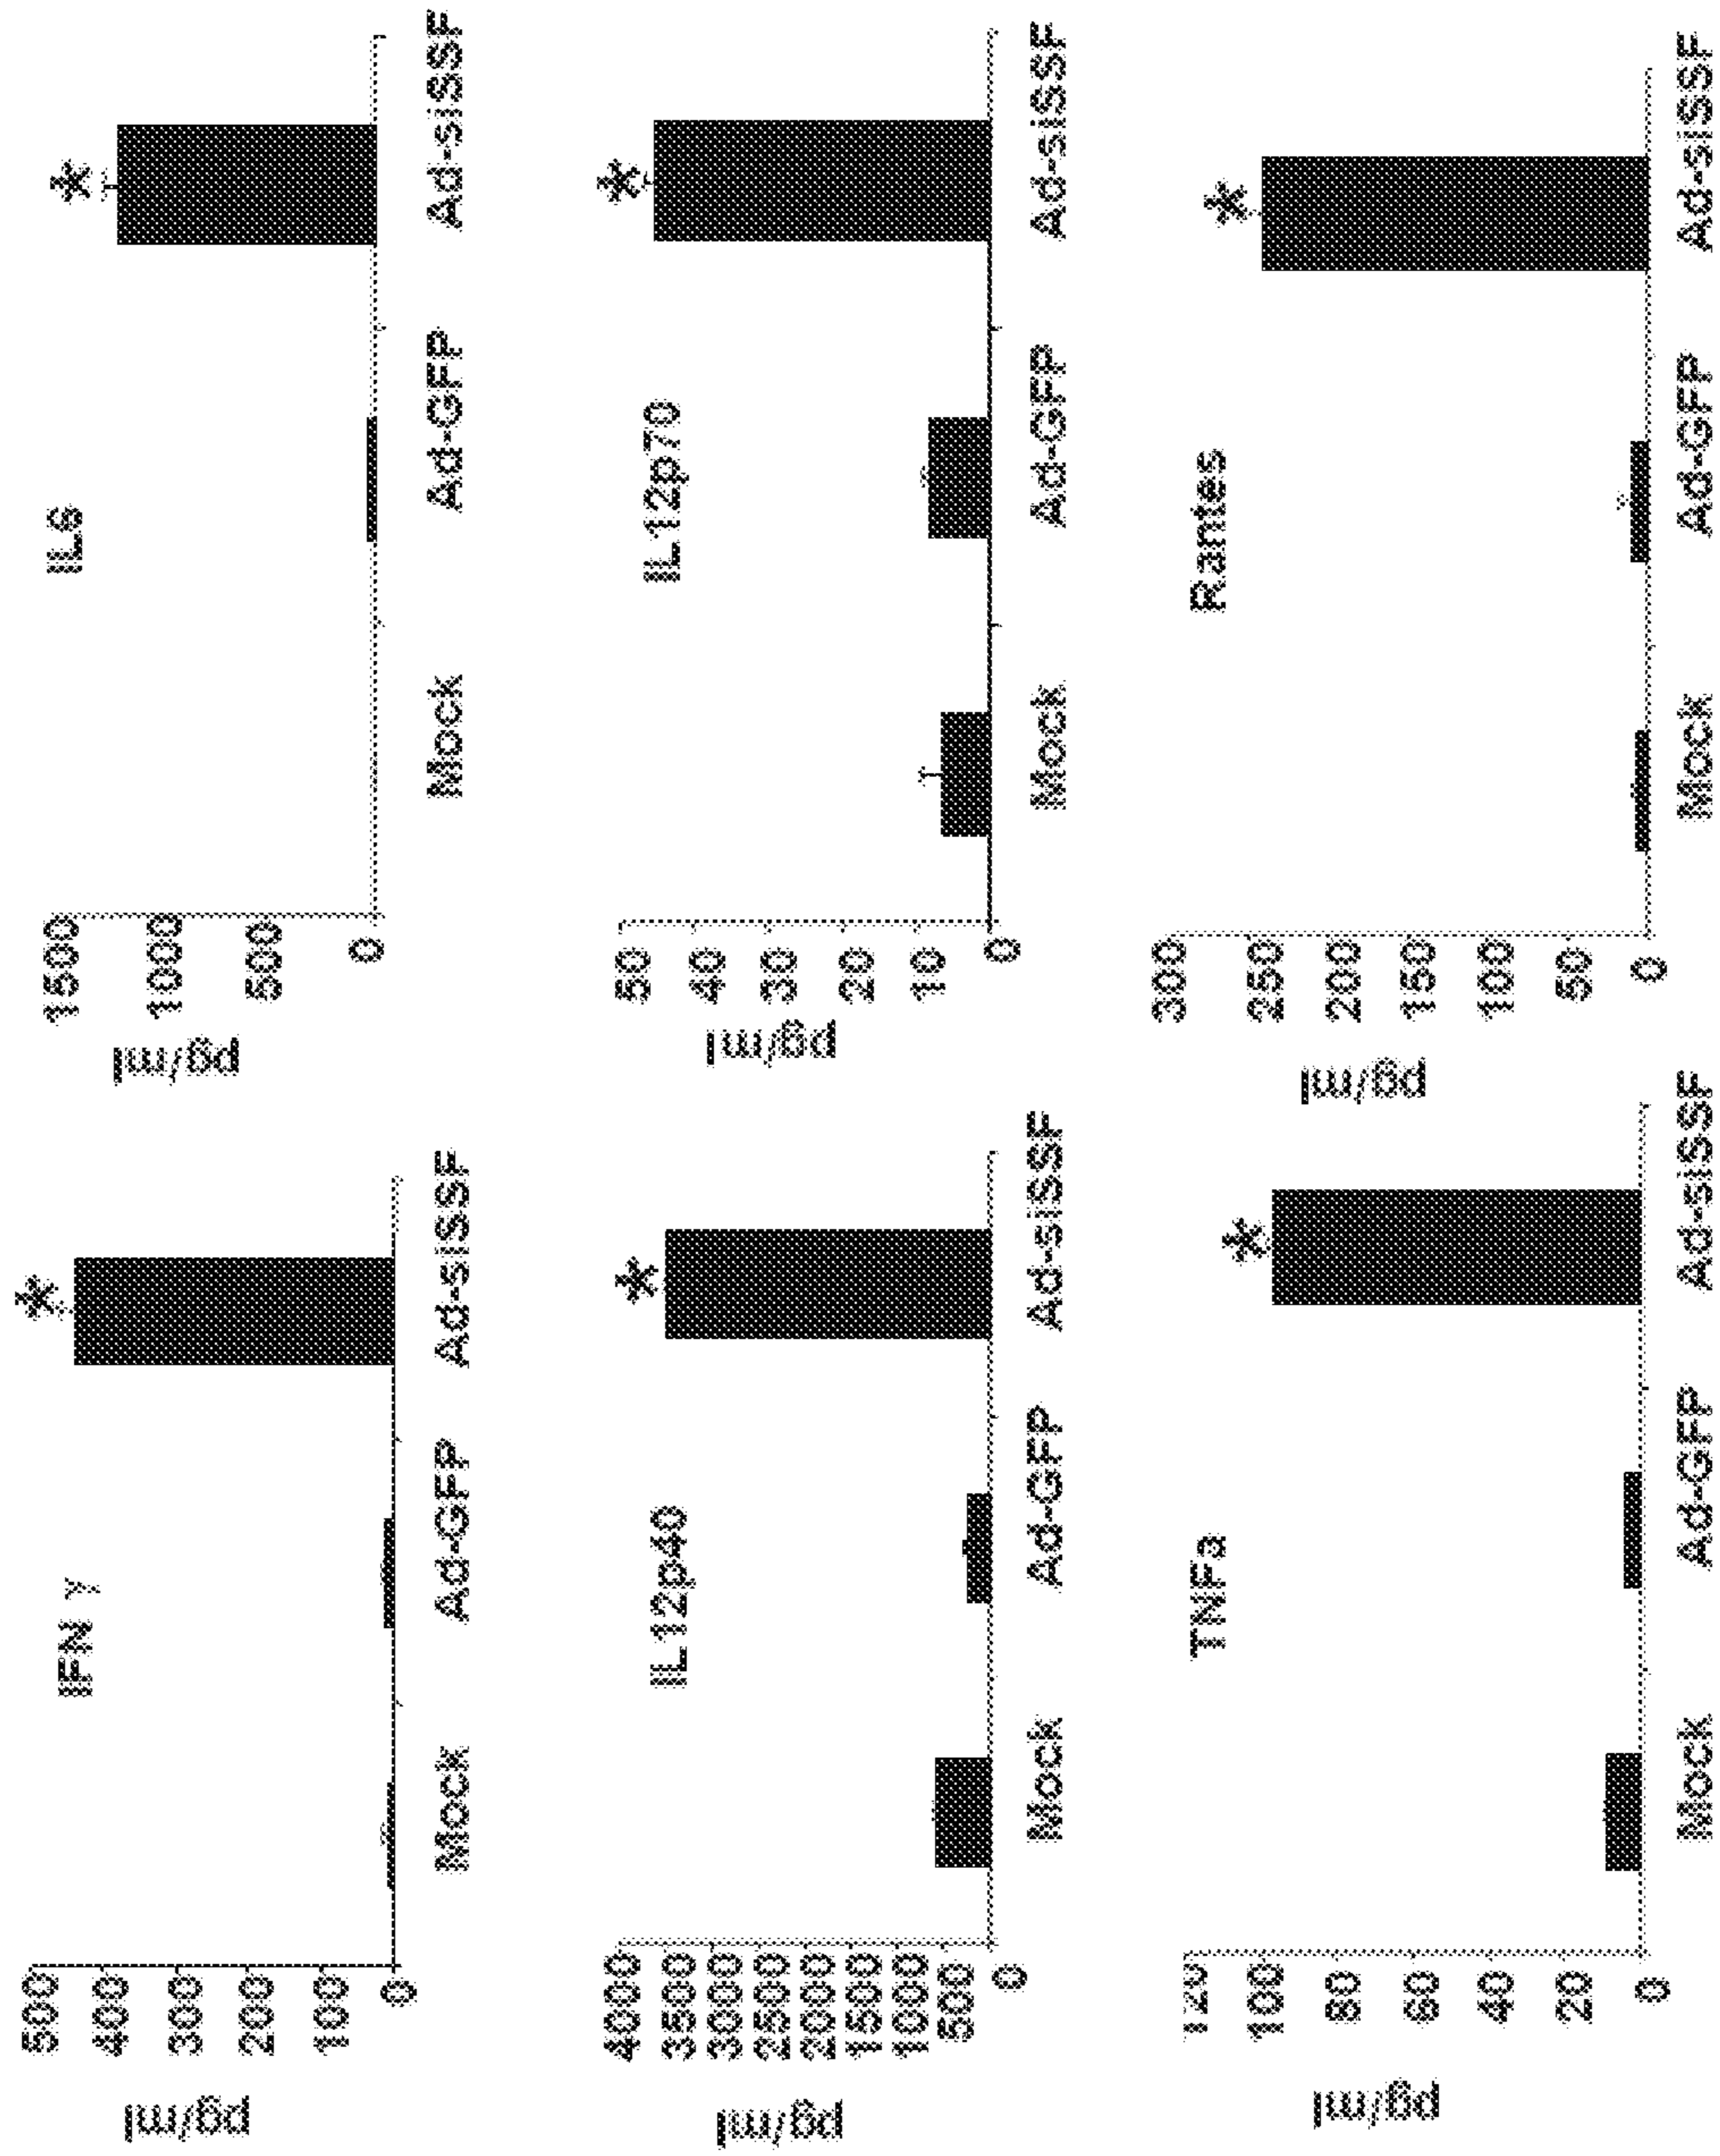 IFN γ
pg/ml
500
400
300
200
100
0
Mock Ad-GFP Ad-siSSF
*
IL6
pg/ml
1500
1000
500
0
Mock Ad-GFP Ad-siSSF
*
IL12p40
pg/ml
4000
3500
3000
2500
2000
1500
1000
500
0
Mock Ad-GFP Ad-siSSF
*
IL12p70
pg/ml
50
40
30
20
10
0
Mock Ad-GFP Ad-siSSF
*
TNFa
pg/ml
120
100
80
60
40
20
0
Mock Ad-GFP Ad-siSSF
*
Rantes
pg/ml
300
250
200
150
100
50
0
Mock Ad-GFP Ad-siSSF
*